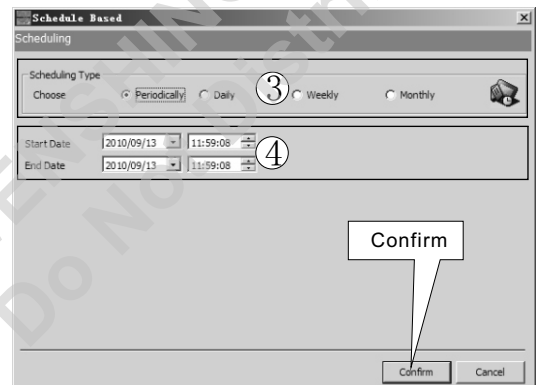 Schedule Based
Scheduling
Scheduling Type
Choose Periodically Daily ③ Weekly Monthly
Start Date 2010/09/13 11:59:08 ④
End Date 2010/09/13 11:59:08
Confirm
Confirm Cancel